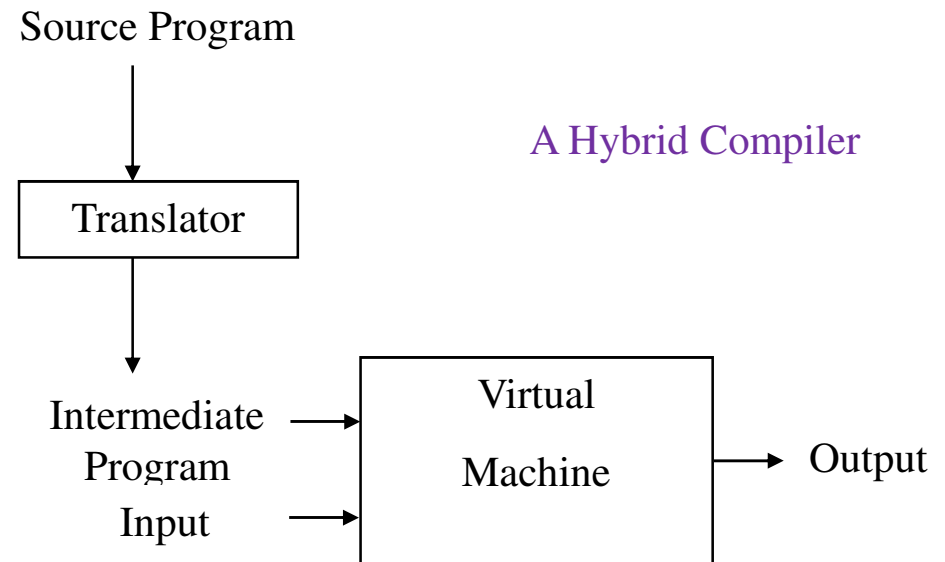 Source Program
A Hybrid Compiler
Translator
Intermediate
Program
Input
Virtual
Machine
Output